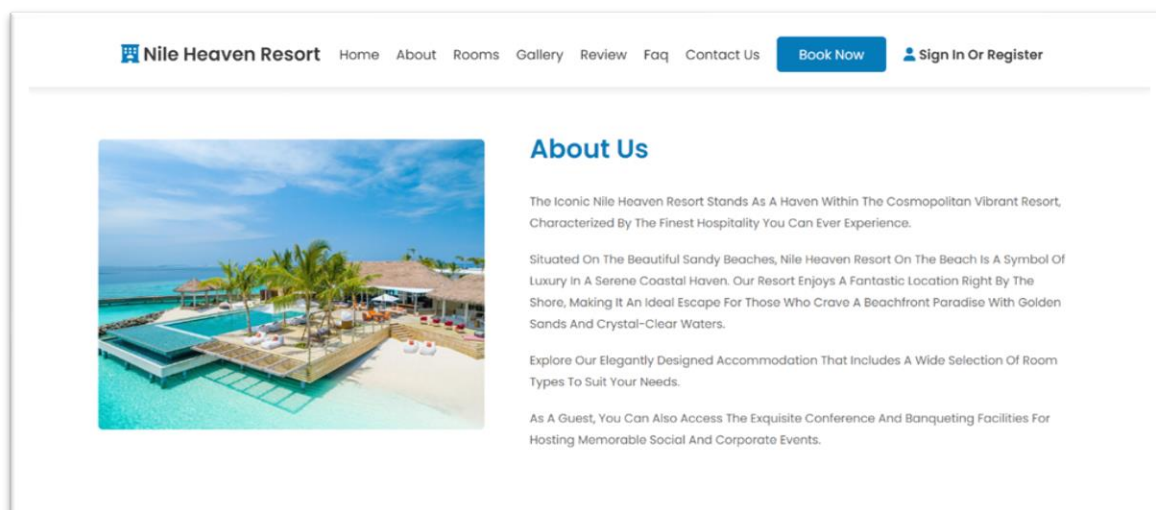 Nile Heaven Resort Home About Rooms Gallery Review Faq Contact Us Book Now Sign In Or Register
About Us
The Iconic Nile Heaven Resort Stands As A Haven Within The Cosmopolitan Vibrant Resort,
Characterized By The Finest Hospitality You Can Ever Experience.
Situated On The Beautiful Sandy Beaches, Nile Heaven Resort On The Beach Is A Symbol Of
Luxury In A Serene Coastal Haven. Our Resort Enjoys A Fantastic Location Right By The
Shore, Making It An Ideal Escape For Those Who Crave A Beachfront Paradise With Golden
Sands And Crystal-Clear Waters.
Explore Our Elegantly Designed Accommodation That Includes A Wide Selection Of Room
Types To Suit Your Needs.
As A Guest, You Can Also Access The Exquisite Conference And Banqueting Facilities For
Hosting Memorable Social And Corporate Events.